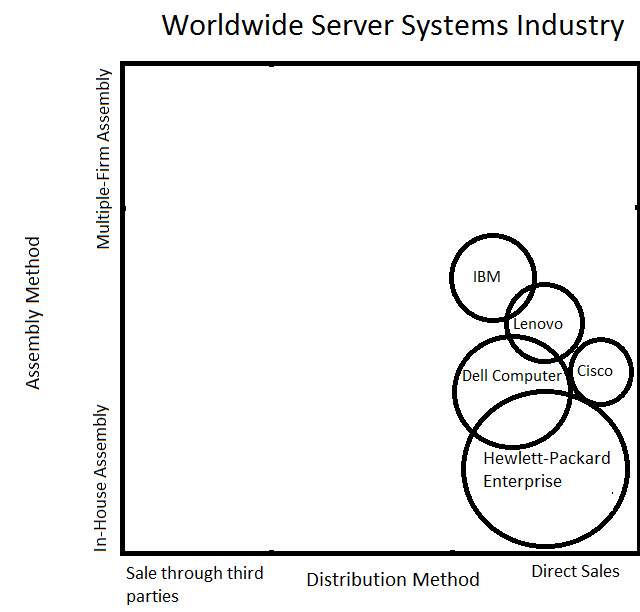 Worldwide Server Systems Industry
Multiple-Firm Assembly
Assembly Method
In-House Assembly
IBM
Lenovo
Dell Computer
Cisco
Hewlett-Packard
Enterprise
Sale through third
parties
Distribution Method
Direct Sales